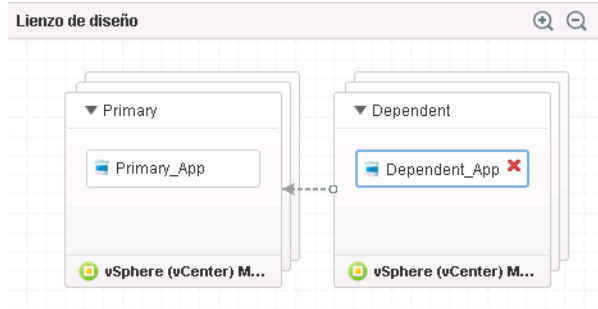 Lienzo de diseño
Primary
Dependent
Primary_App
Dependent_App
vSphere (vCenter) M...
vSphere (vCenter) M...